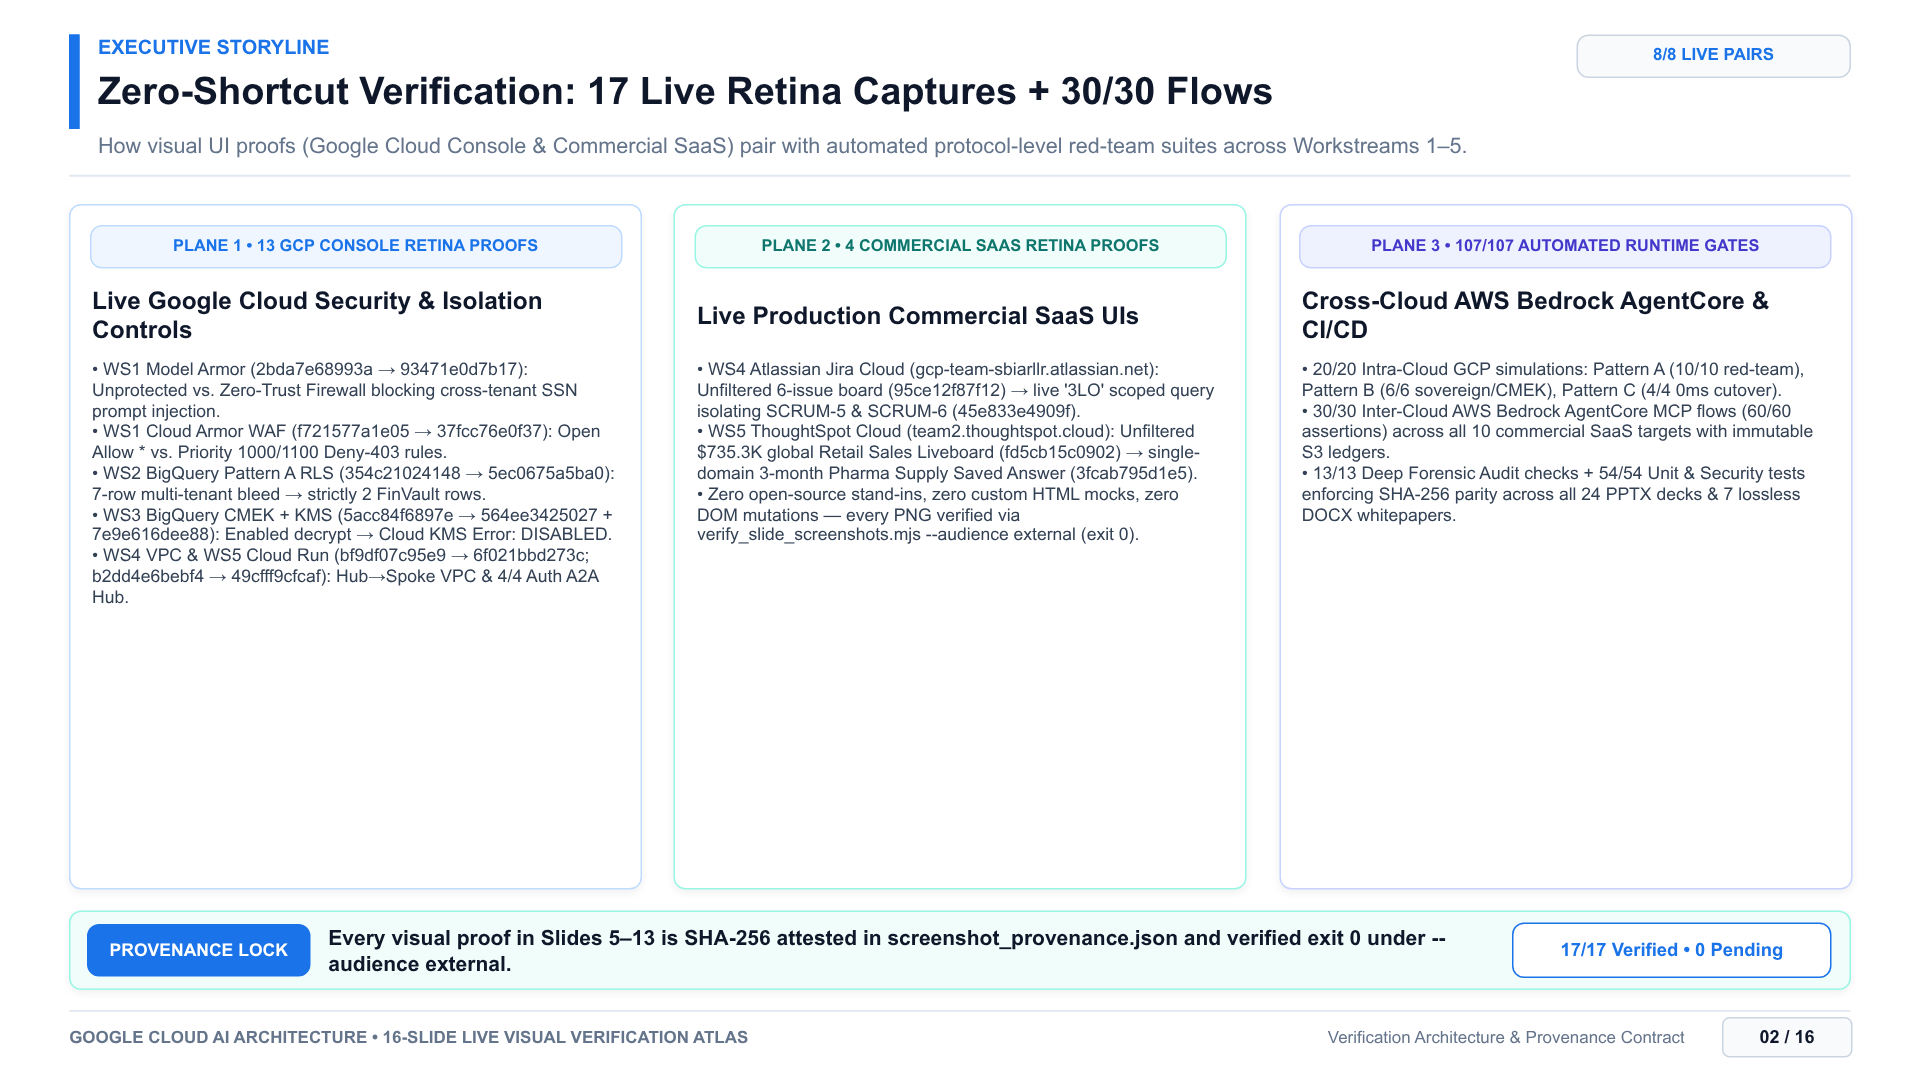 EXECUTIVE STORYLINE
8/8 LIVE PAIRS
Zero-Shortcut Verification: 17 Live Retina Captures + 30/30 Flows
How visual UI proofs (Google Cloud Console & Commercial SaaS) pair with automated protocol-level red-team suites across Workstreams 1–5.
PLANE 1 • 13 GCP CONSOLE RETINA PROOFS
Live Google Cloud Security & Isolation
Controls
• WS1 Model Armor (2bda7e68993a → 93471e0d7b17):
Unprotected vs. Zero-Trust Firewall blocking cross-tenant SSN
prompt injection.
• WS1 Cloud Armor WAF (f721577a1e05 → 37fcc76e0f37): Open
Allow * vs. Priority 1000/1100 Deny-403 rules.
• WS2 BigQuery Pattern A RLS (354c21024148 → 5ec0675a5ba0):
7-row multi-tenant bleed → strictly 2 FinVault rows.
• WS3 BigQuery CMEK + KMS (5acc84f6897e → 564ee3425027 +
7e9e616dee88): Enabled decrypt → Cloud KMS Error: DISABLED.
• WS4 VPC & WS5 Cloud Run (bf9df07c95e9 → 6f021bbd273c;
b2dd4e6bebf4 → 49cfff9cfcaf): Hub→Spoke VPC & 4/4 Auth A2A
Hub.
PLANE 2 • 4 COMMERCIAL SAAS RETINA PROOFS
Live Production Commercial SaaS UIs
• WS4 Atlassian Jira Cloud (gcp-team-sbiarllr.atlassian.net):
Unfiltered 6-issue board (95ce12f87f12) → live '3LO' scoped query
isolating SCRUM-5 & SCRUM-6 (45e833e4909f).
• WS5 ThoughtSpot Cloud (team2.thoughtspot.cloud): Unfiltered
$735.3K global Retail Sales Liveboard (fd5cb15c0902) → single-
domain 3-month Pharma Supply Saved Answer (3fcab795d1e5).
• Zero open-source stand-ins, zero custom HTML mocks, zero
DOM mutations — every PNG verified via
verify_slide_screenshots.mjs --audience external (exit 0).
PLANE 3 • 107/107 AUTOMATED RUNTIME GATES
Cross-Cloud AWS Bedrock AgentCore &
CI/CD
• 20/20 Intra-Cloud GCP simulations: Pattern A (10/10 red-team),
Pattern B (6/6 sovereign/CMEK), Pattern C (4/4 0ms cutover).
• 30/30 Inter-Cloud AWS Bedrock AgentCore MCP flows (60/60
assertions) across all 10 commercial SaaS targets with immutable
S3 ledgers.
• 13/13 Deep Forensic Audit checks + 54/54 Unit & Security tests
enforcing SHA-256 parity across all 24 PPTX decks & 7 lossless
DOCX whitepapers.
PROVENANCE LOCK
Every visual proof in Slides 5–13 is SHA-256 attested in screenshot_provenance.json and verified exit 0 under --
audience external.
17/17 Verified • 0 Pending
GOOGLE CLOUD AI ARCHITECTURE • 16-SLIDE LIVE VISUAL VERIFICATION ATLAS
Verification Architecture & Provenance Contract
02 / 16